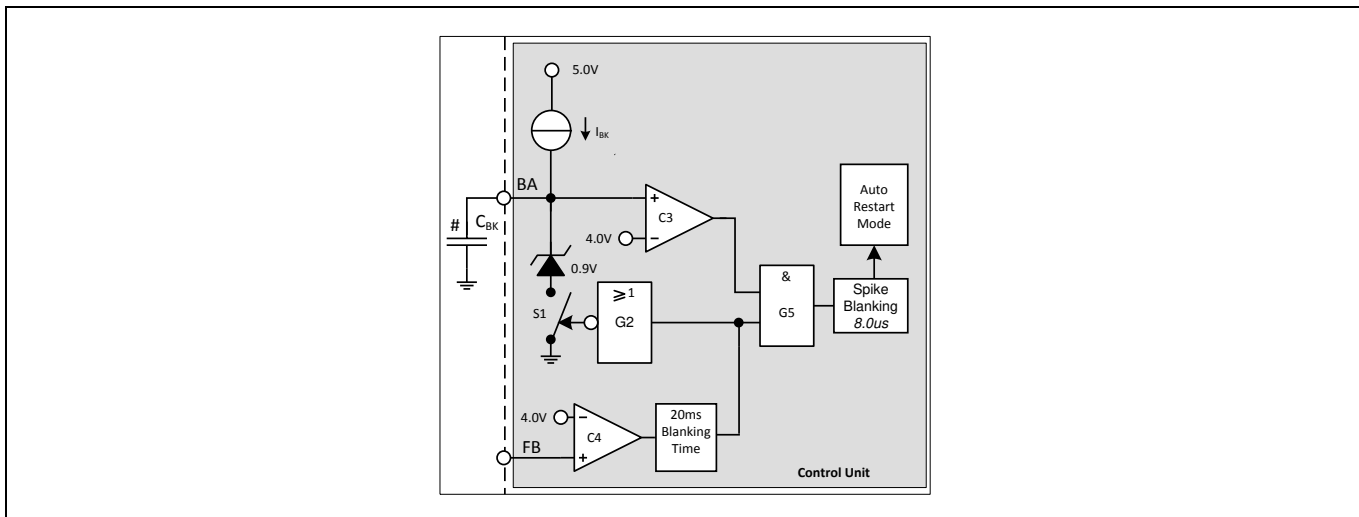 5.0V
I_BK
BA
#
C_BK
C3
4.0V
0.9V
S1
≥1
G2
&
G5
Auto
Restart
Mode
Spike
Blanking
8.0us
4.0V
C4
FB
20ms
Blanking
Time
Control Unit